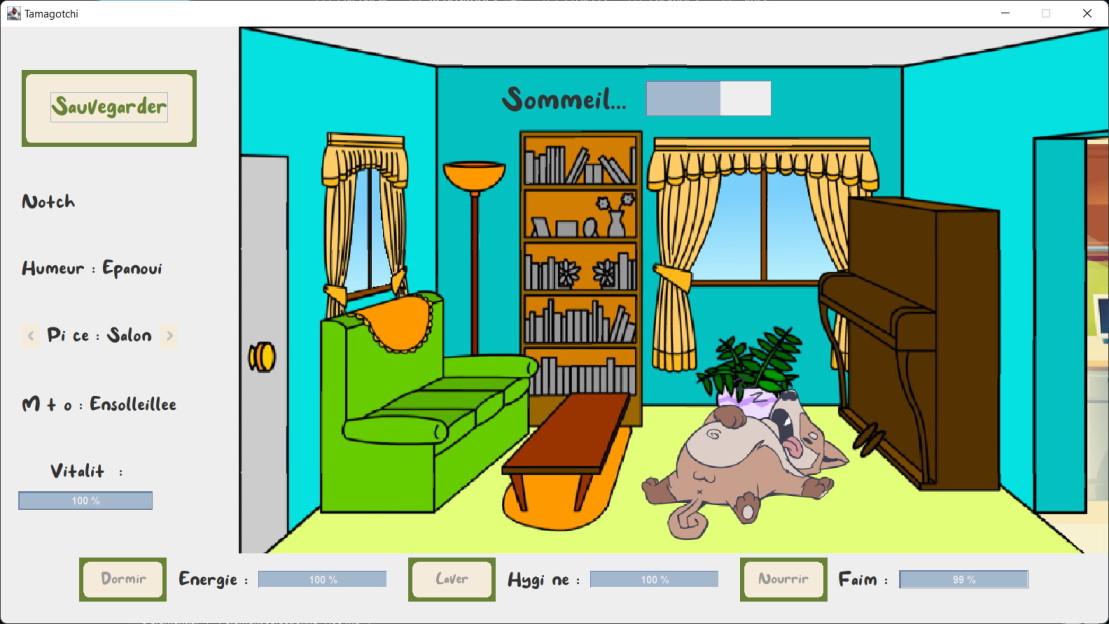 Tamagotchi
Sauvegarder
Sommeil...
Notch
Humeur : Epanoui
< Pi ce : Salon >
M t o : Ensolleillee
Vitalit :
100 %
Dormir
Energie :
100 %
Laver
Hygi ne :
100 %
Nourrir
Faim :
99 %